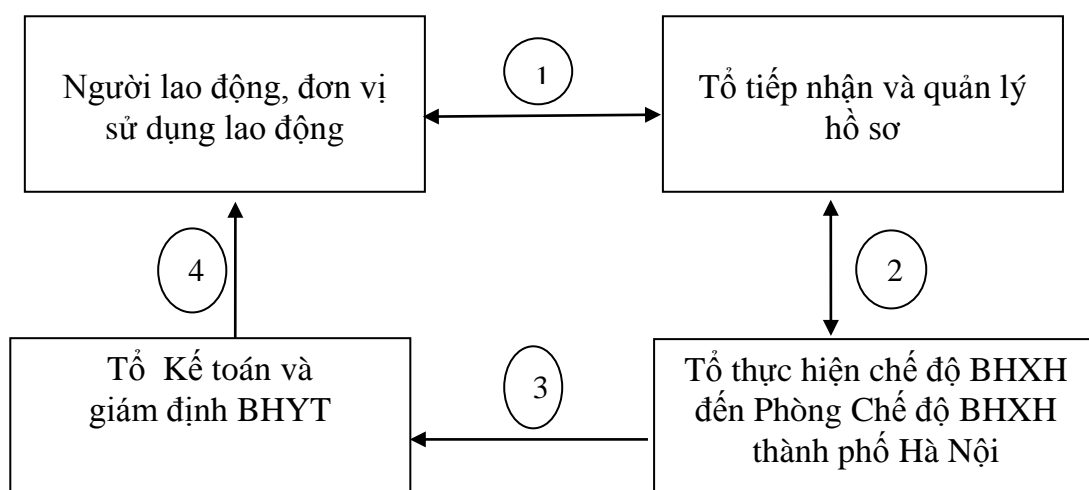 Người lao động, đơn vị
sử dụng lao động
1
Tổ tiếp nhận và quản lý
hồ sơ
4
2
Tổ Kế toán và
giám định BHYT
3
Tổ thực hiện chế độ BHXH
đến Phòng Chế độ BHXH
thành phố Hà Nội